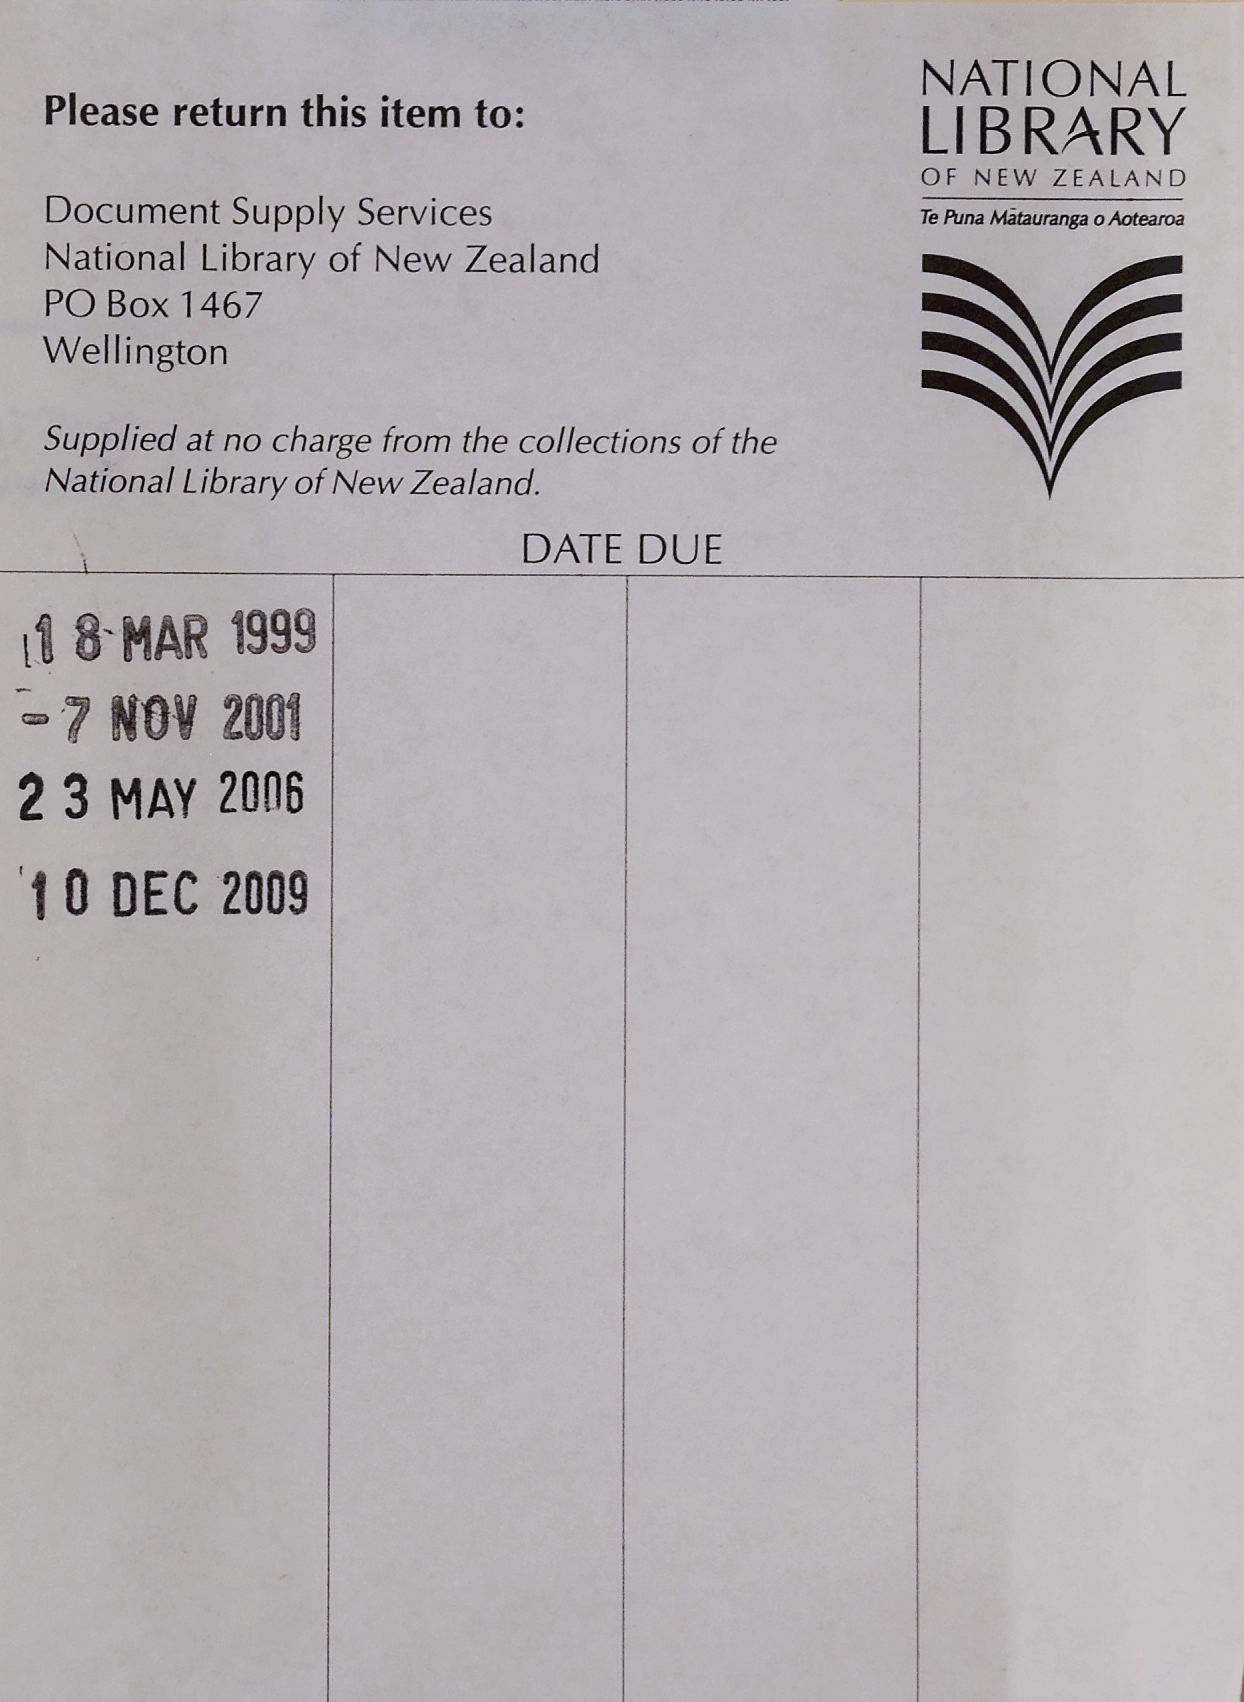 Please return this item to:
Document Supply Services
National Library of New Zealand
PO Box 1467
Wellington
Supplied at no charge from the collections of the
National Library of New Zealand.
NATIONAL
LIBRARY
OF NEW ZEALAND
Te Puna Mātauranga o Aotearoa
DATE DUE
18 MAR 1999
-7 NOV 2001
23 MAY 2006
10 DEC 2009